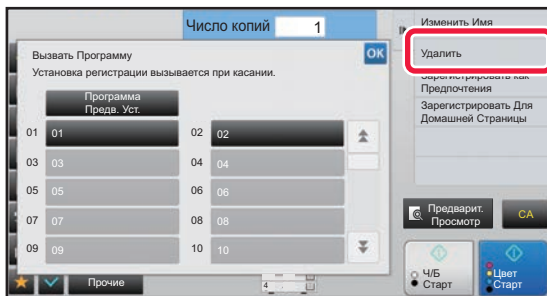 Число копий 1
Изменить Имя
Вызвать Программу
OK
Удалить
Установка регистрации вызывается при касании.
Зарегистрировать как
Предпочтения
Программа
Предв. Уст.
Зарегистрировать Для
Домашней Страницы
01 01
02 02
03 03
04 04
05 05
06 06
07 07
08 08
09 09
10 10
Предварит.
Просмотр
CA
Ч/Б
Старт
Цвет
Старт
Прочие
4